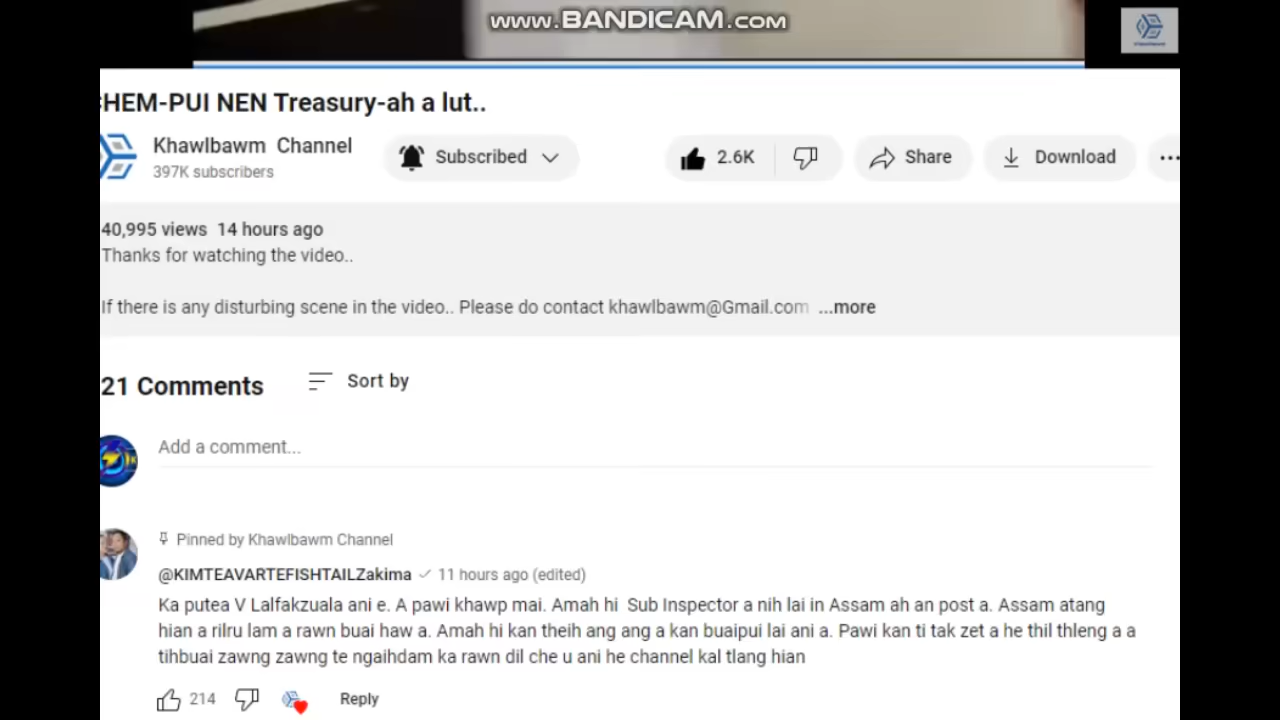 www.BANDICAM.com
HEM-PUI NEN Treasury-ah a lut..
Khawlbawm Channel
397K subscribers
Subscribed
2.6K
Share
Download
40,995 views 14 hours ago
Thanks for watching the video..
If there is any disturbing scene in the video.. Please do contact khawlbawm@Gmail.com ...more
21 Comments
Sort by
Add a comment...
Pinned by Khawlbawm Channel
@KIMTEAVARTEFISHTAILZakima 11 hours ago (edited)
Ka putea V Lalfakzuala ani e. A pawi khawp mai. Amah hi Sub Inspector a nih lai in Assam ah an post a. Assam atang
hian a rilru lam a rawn buai haw a. Amah hi kan theih ang ang a kan buaipui lai ani a. Pawi kan ti tak zet a he thil thleng a a
tihbuai zawng zawng te ngaihdam ka rawn dil che u ani he channel kal tlang hian
214
Reply